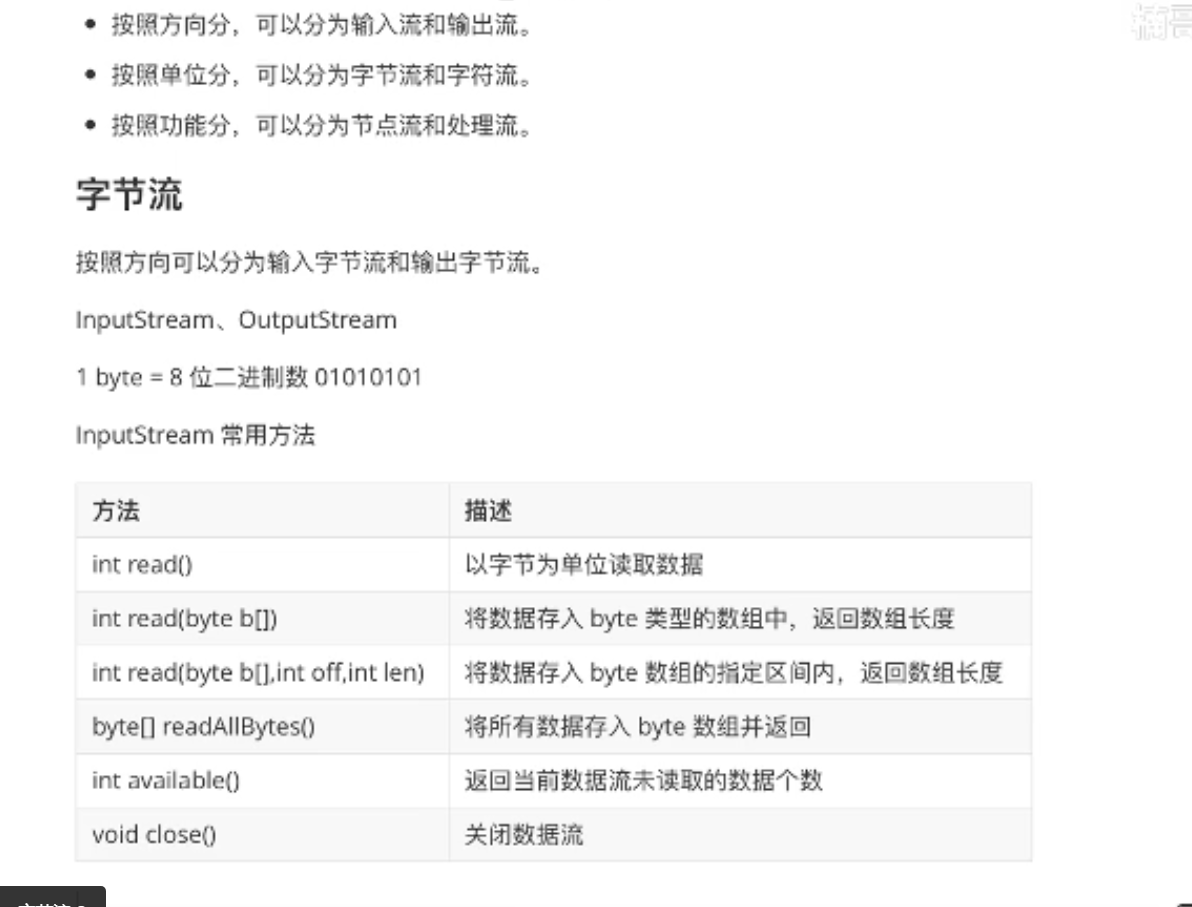 按照方向分，可以分为输入流和输出流。
按照单位分，可以分为字节流和字符流。
按照功能分，可以分为节点流和处理流。
字节流
按照方向可以分为输入字节流和输出字节流。
InputStream、OutputStream
1 byte = 8 位二进制数 01010101
InputStream 常用方法
方法 描述
int read() 以字节为单位读取数据
int read(byte b[]) 将数据存入 byte 类型的数组中，返回数组长度
int read(byte b[],int off,int len) 将数据存入 byte 数组的指定区间内，返回数组长度
byte[] readAllBytes() 将所有数据存入 byte 数组并返回
int available() 返回当前数据流未读取的数据个数
void close() 关闭数据流